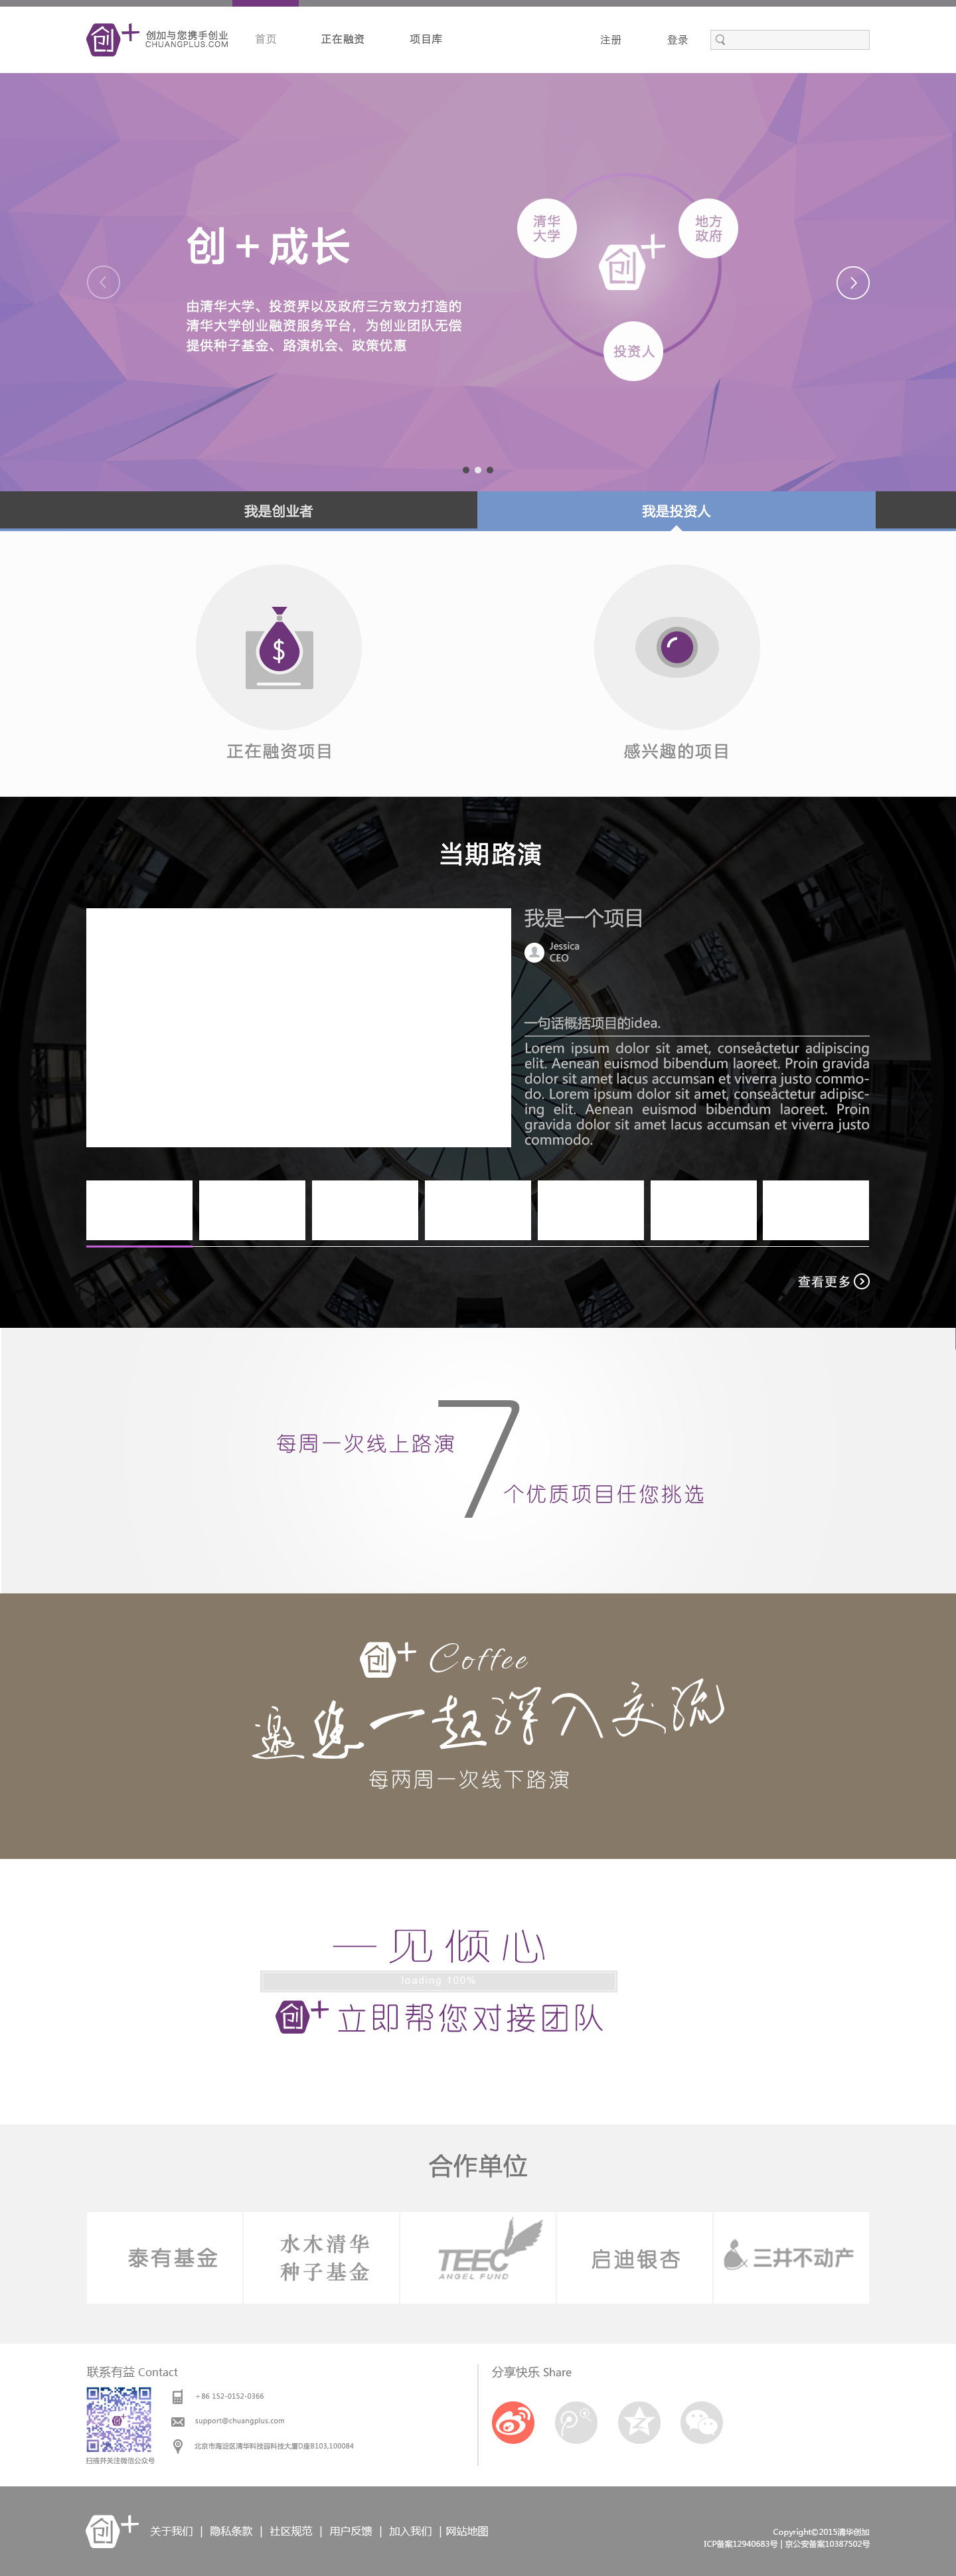 创+
创加与您携手创业
CHUANGPLUS.COM
首页
正在融资
项目库
注册
登录
创＋成长
由清华大学、投资界以及政府三方致力打造的
清华大学创业融资服务平台，为创业团队无偿
提供种子基金、路演机会、政策优惠
清华
大学
地方
政府
创+
投资人
我是创业者
我是投资人
$
正在融资项目
感兴趣的项目
当期路演
我是一个项目
Jessica
CEO
一句话概括项目的idea.
Lorem ipsum dolor sit amet, conseåctetur adipiscing
elit. Aenean euismod bibendum laoreet. Proin gravida
dolor sit amet lacus accumsan et viverra justo commo-
do. Lorem ipsum dolor sit amet, conseåctetur adipisc-
ing elit. Aenean euismod bibendum laoreet. Proin
gravida dolor sit amet lacus accumsan et viverra justo
commodo.
查看更多
每周一次线上路演
7
个优质项目任您挑选
创+ Coffee
邀您一起深入交流
每两周一次线下路演
一见倾心
loading 100%
创+立即帮您对接团队
合作单位
泰有基金
水木清华
种子基金
TEEC
ANGEL FUND
启迪银杏
三井不动产
联系有益 Contact
创+
扫描并关注微信公众号
+86 152-0152-0366
support@chuangplus.com
北京市海淀区清华科技园科技大厦D座B103,100084
分享快乐 Share
创+
关于我们 | 隐私条款 | 社区规范 | 用户反馈 | 加入我们 | 网站地图
Copyright©2015清华创加
ICP备案12940683号 | 京公安备案10387502号